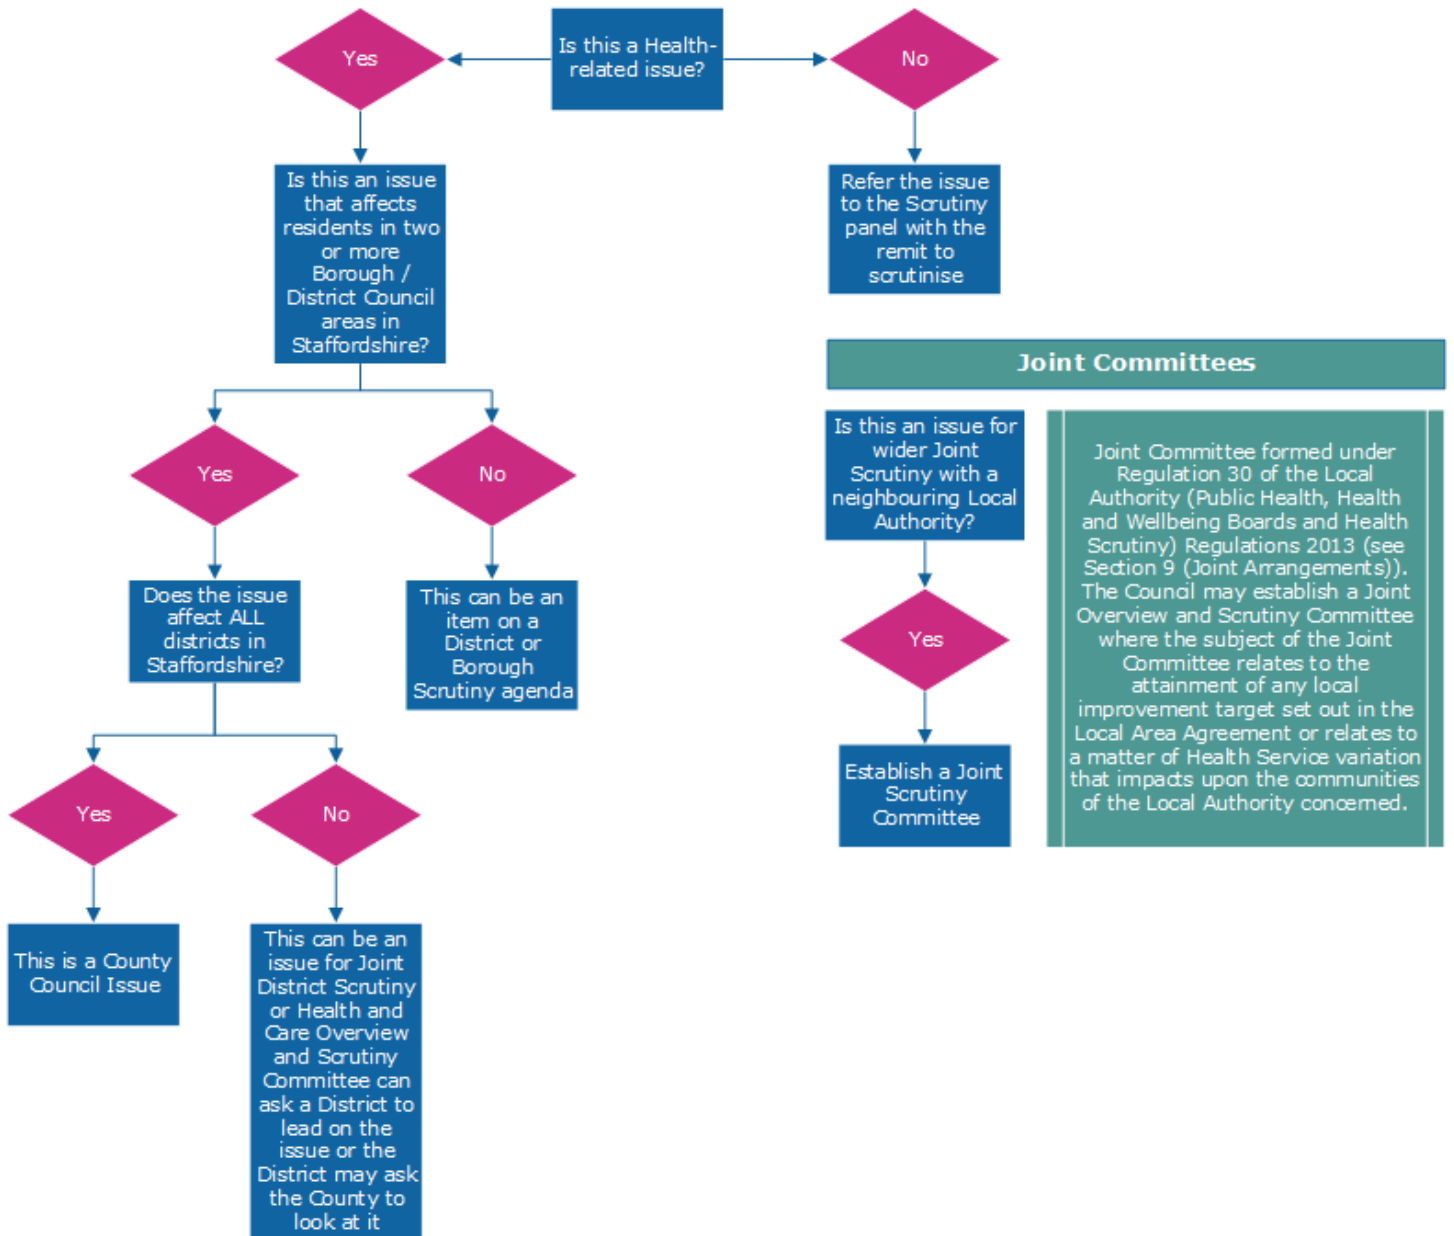 Yes
Is this a Health-
related issue?
No
Is this an issue
that affects
residents in two
or more
Borough /
District Council
areas in
Staffordshire?
Refer the issue
to the Scrutiny
panel with the
remit to
scrutinise
Yes
No
Does the issue
affect ALL
districts in
Staffordshire?
This can be an
item on a
District or
Borough
Scrutiny agenda
Yes
No
This is a County
Council Issue
This can be an
issue for Joint
District Scrutiny
or Health and
Care Overview
and Scrutiny
Committee can
ask a District to
lead on the
issue or the
District may ask
the County to
look at it
Joint Committees
Is this an issue for
wider Joint
Scrutiny with a
neighbouring Local
Authority?
Yes
Establish a Joint
Scrutiny
Committee
Joint Committee formed under
Regulation 30 of the Local
Authority (Public Health, Health
and Wellbeing Boards and Health
Scrutiny) Regulations 2013 (see
Section 9 (Joint Arrangements)).
The Council may establish a Joint
Overview and Scrutiny Committee
where the subject of the Joint
Committee relates to the
attainment of any local
improvement target set out in the
Local Area Agreement or relates to
a matter of Health Service variation
that impacts upon the communities
of the Local Authority concerned.